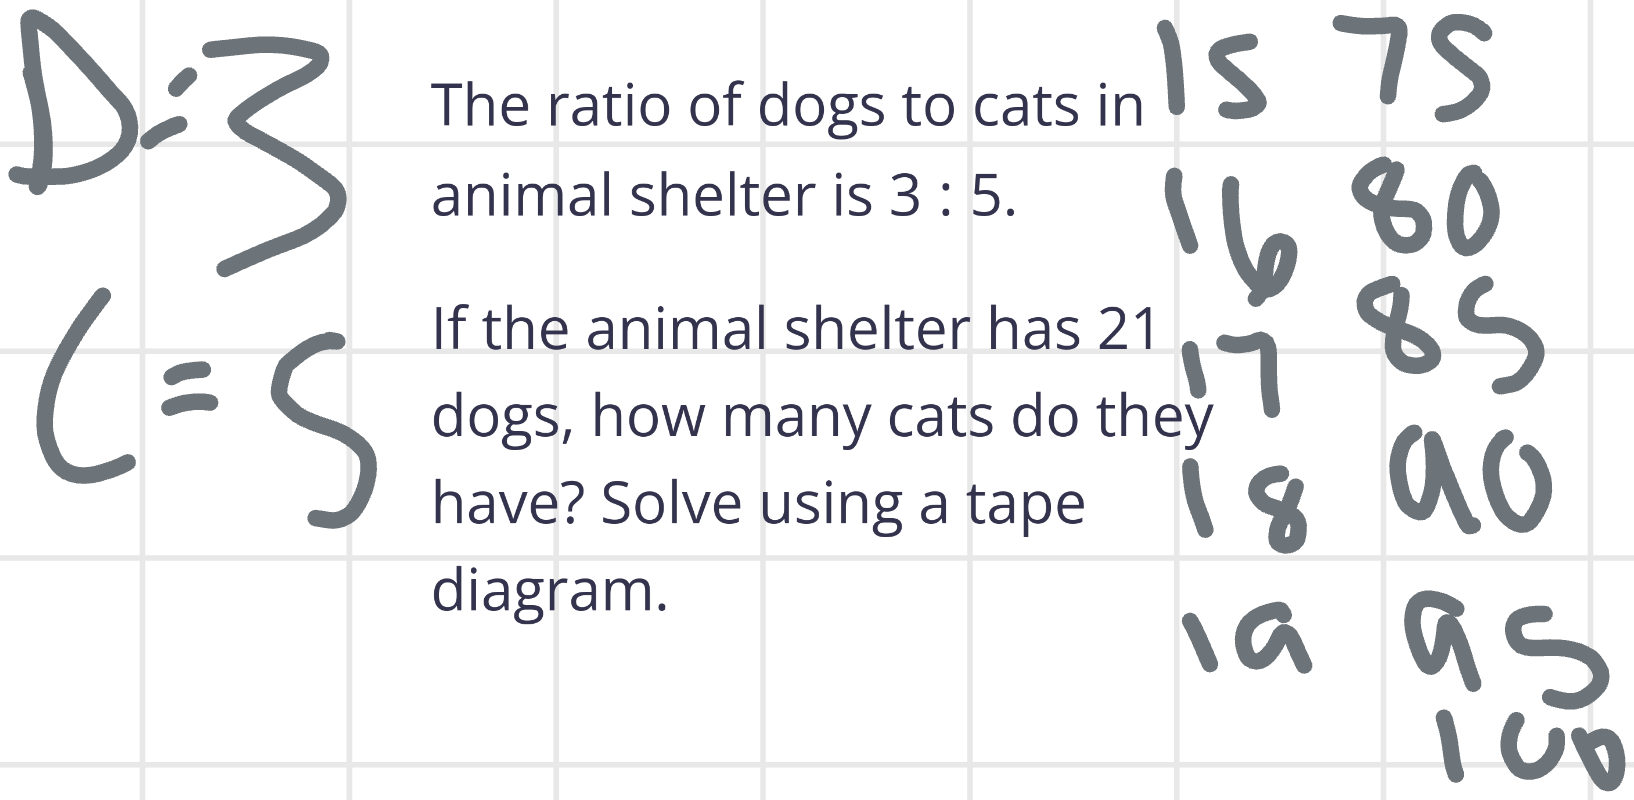 D = 3
C = 5
The ratio of dogs to cats in
animal shelter is 3 : 5.
If the animal shelter has 21
dogs, how many cats do they
have? Solve using a tape
diagram.
15 75
16 80
17 85
18 90
19 95
100